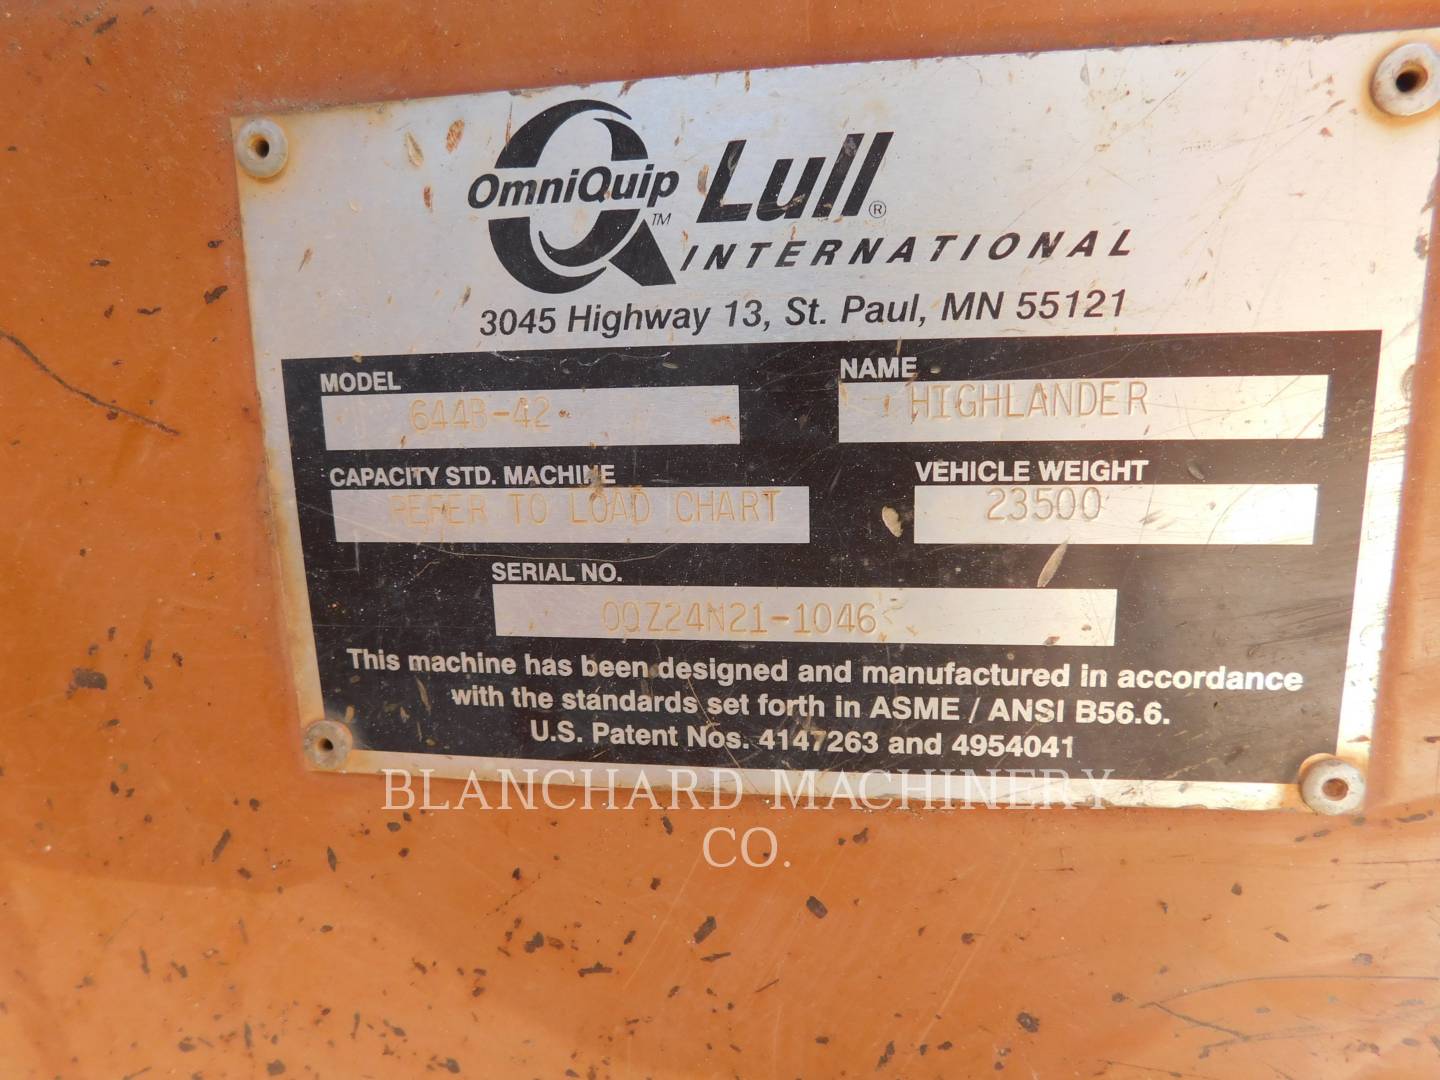 OmniQuip™ Lull®
INTERNATIONAL
3045 Highway 13, St. Paul, MN 55121
MODEL
644B-42
NAME
HIGHLANDER
CAPACITY STD. MACHINE
REFER TO LOAD CHART
VEHICLE WEIGHT
23500
SERIAL NO.
00Z24N21-1046
This machine has been designed and manufactured in accordance
with the standards set forth in ASME / ANSI B56.6.
U.S. Patent Nos. 4147263 and 4954041
BLANCHARD MACHINERY
CO.